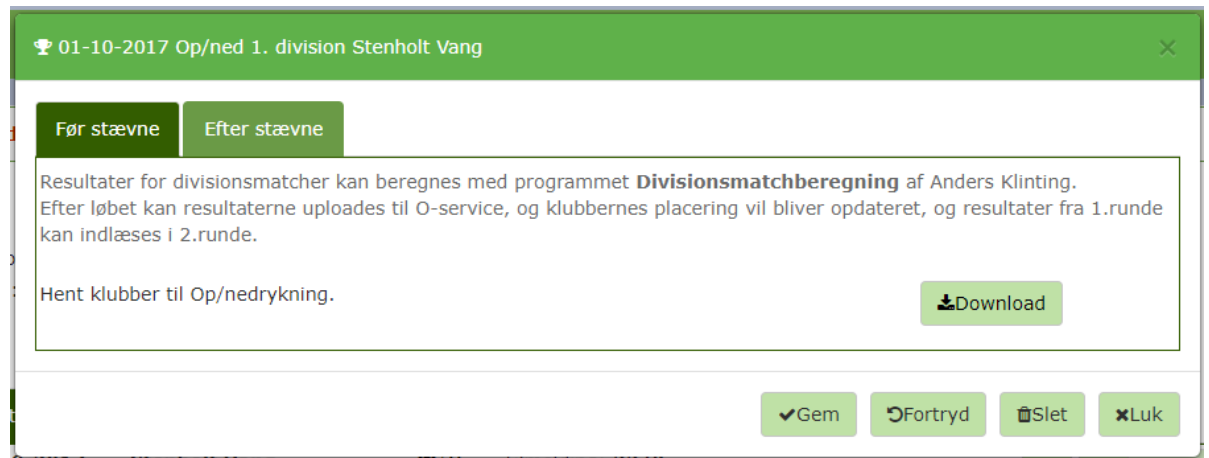 01-10-2017 Op/ned 1. division Stenholt Vang
Før stævne
Efter stævne
Resultater for divisionsmatcher kan beregnes med programmet Divisionsmatchberegning af Anders Klinting.
Efter løbet kan resultaterne uploades til O-service, og klubbernes placering vil bliver opdateret, og resultater fra 1.runde
kan indlæses i 2.runde.
Hent klubber til Op/nedrykning.
Download
Gem
Fortryd
Slet
Luk